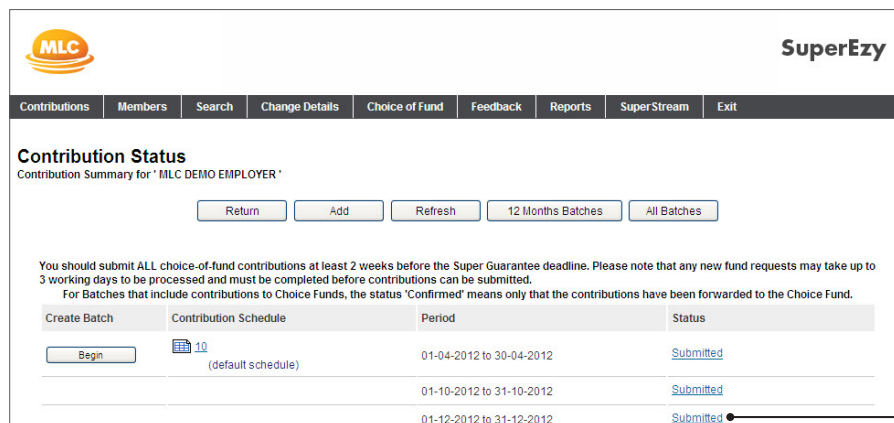 MLC
SuperEzy
Contributions Members Search Change Details Choice of Fund Feedback Reports SuperStream Exit
Contribution Status
Contribution Summary for ' MLC DEMO EMPLOYER '
Return Add Refresh 12 Months Batches All Batches
You should submit ALL choice-of-fund contributions at least 2 weeks before the Super Guarantee deadline. Please note that any new fund requests may take up to
3 working days to be processed and must be completed before contributions can be submitted.
For Batches that include contributions to Choice Funds, the status 'Confirmed' means only that the contributions have been forwarded to the Choice Fund.
Create Batch Contribution Schedule Period Status
Begin 10 01-04-2012 to 30-04-2012 Submitted
(default schedule)
01-10-2012 to 31-10-2012 Submitted
01-12-2012 to 31-12-2012 Submitted